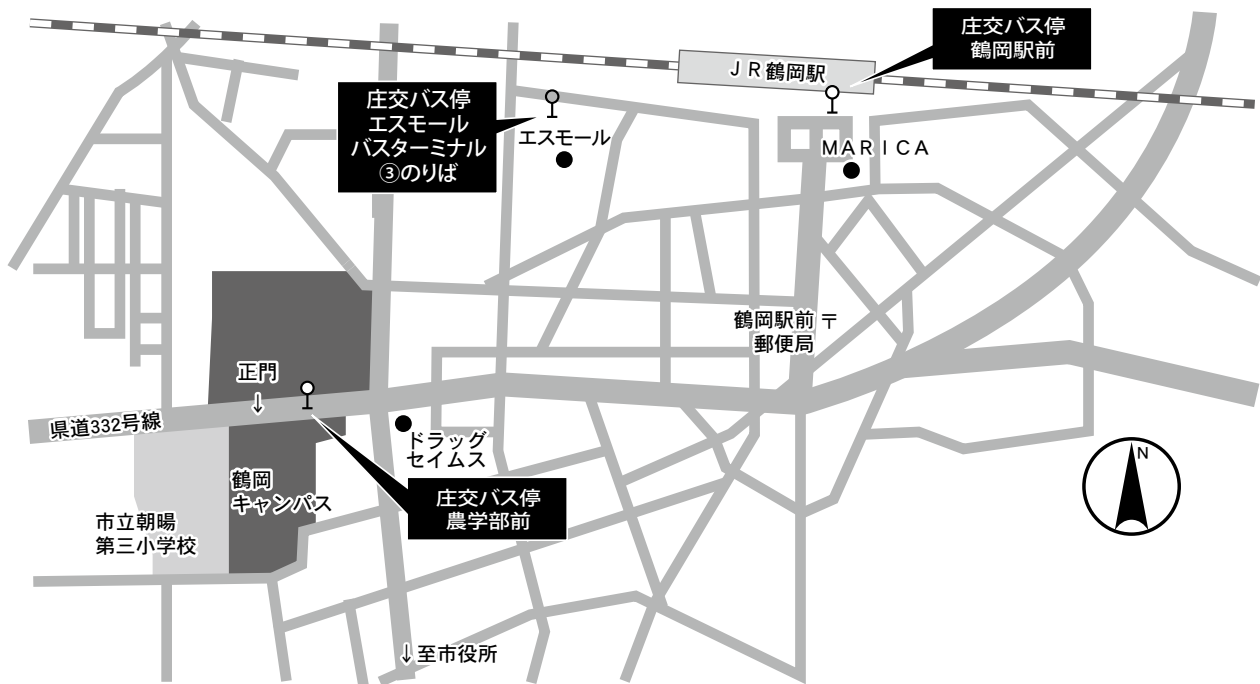 庄交バス停
鶴岡駅前
ＪＲ鶴岡駅
庄交バス停
エスモール
バスターミナル
③のりば
エスモール
ＭＡＲＩＣＡ
鶴岡駅前 〒
郵便局
正門
↓
県道332号線
ドラッグ
セイムス
鶴岡
キャンパス
庄交バス停
農学部前
市立朝暘
第三小学校
N
↓至市役所